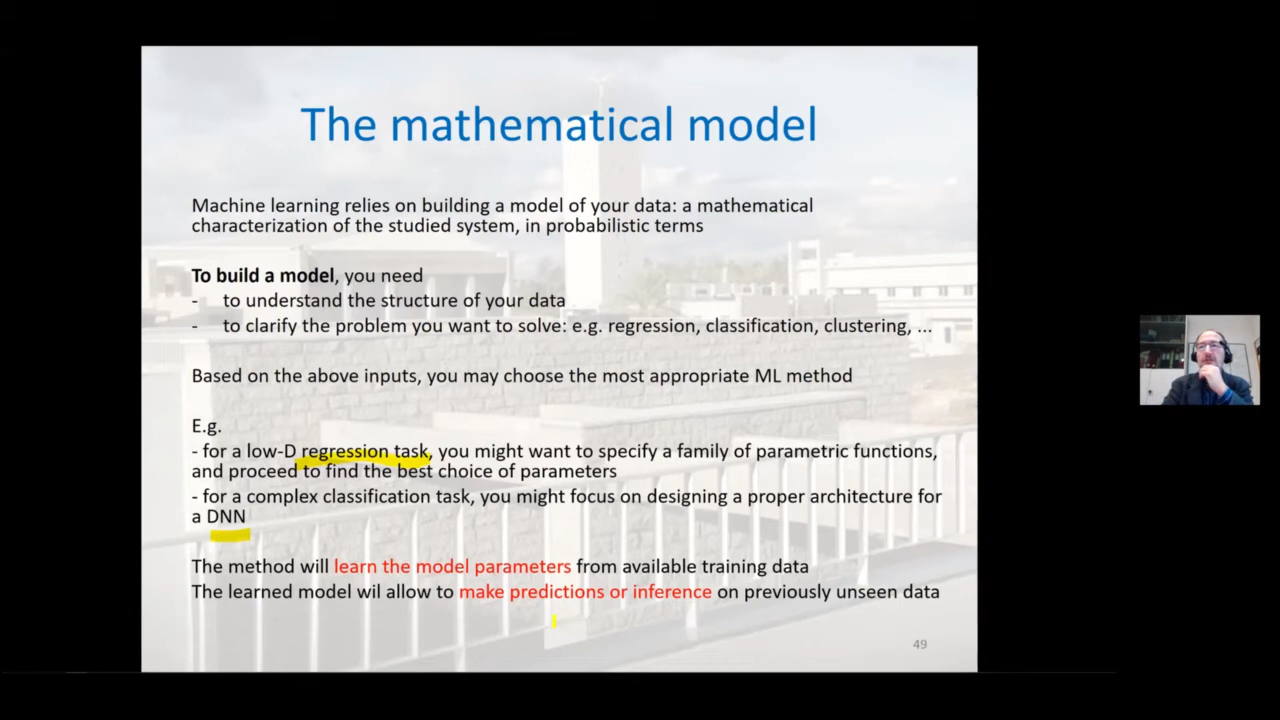 The mathematical model
Machine learning relies on building a model of your data: a mathematical
characterization of the studied system, in probabilistic terms
To build a model, you need
- to understand the structure of your data
- to clarify the problem you want to solve: e.g. regression, classification, clustering, ...
Based on the above inputs, you may choose the most appropriate ML method
E.g.
- for a low-D regression task, you might want to specify a family of parametric functions,
and proceed to find the best choice of parameters
- for a complex classification task, you might focus on designing a proper architecture for
a DNN
The method will learn the model parameters from available training data
The learned model wil allow to make predictions or inference on previously unseen data
49